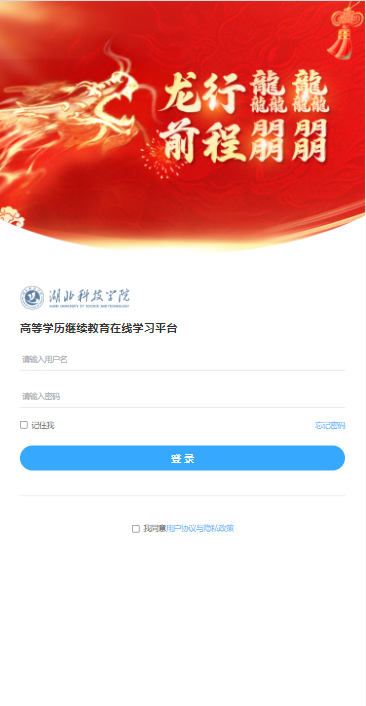 龙行龘龘
前程朤朤
湖北科技学院
HUBEI UNIVERSITY OF SCIENCE AND TECHNOLOGY
高等学历继续教育在线学习平台
请输入用户名
请输入密码
记住我 忘记密码
登录
我同意用户协议与隐私政策